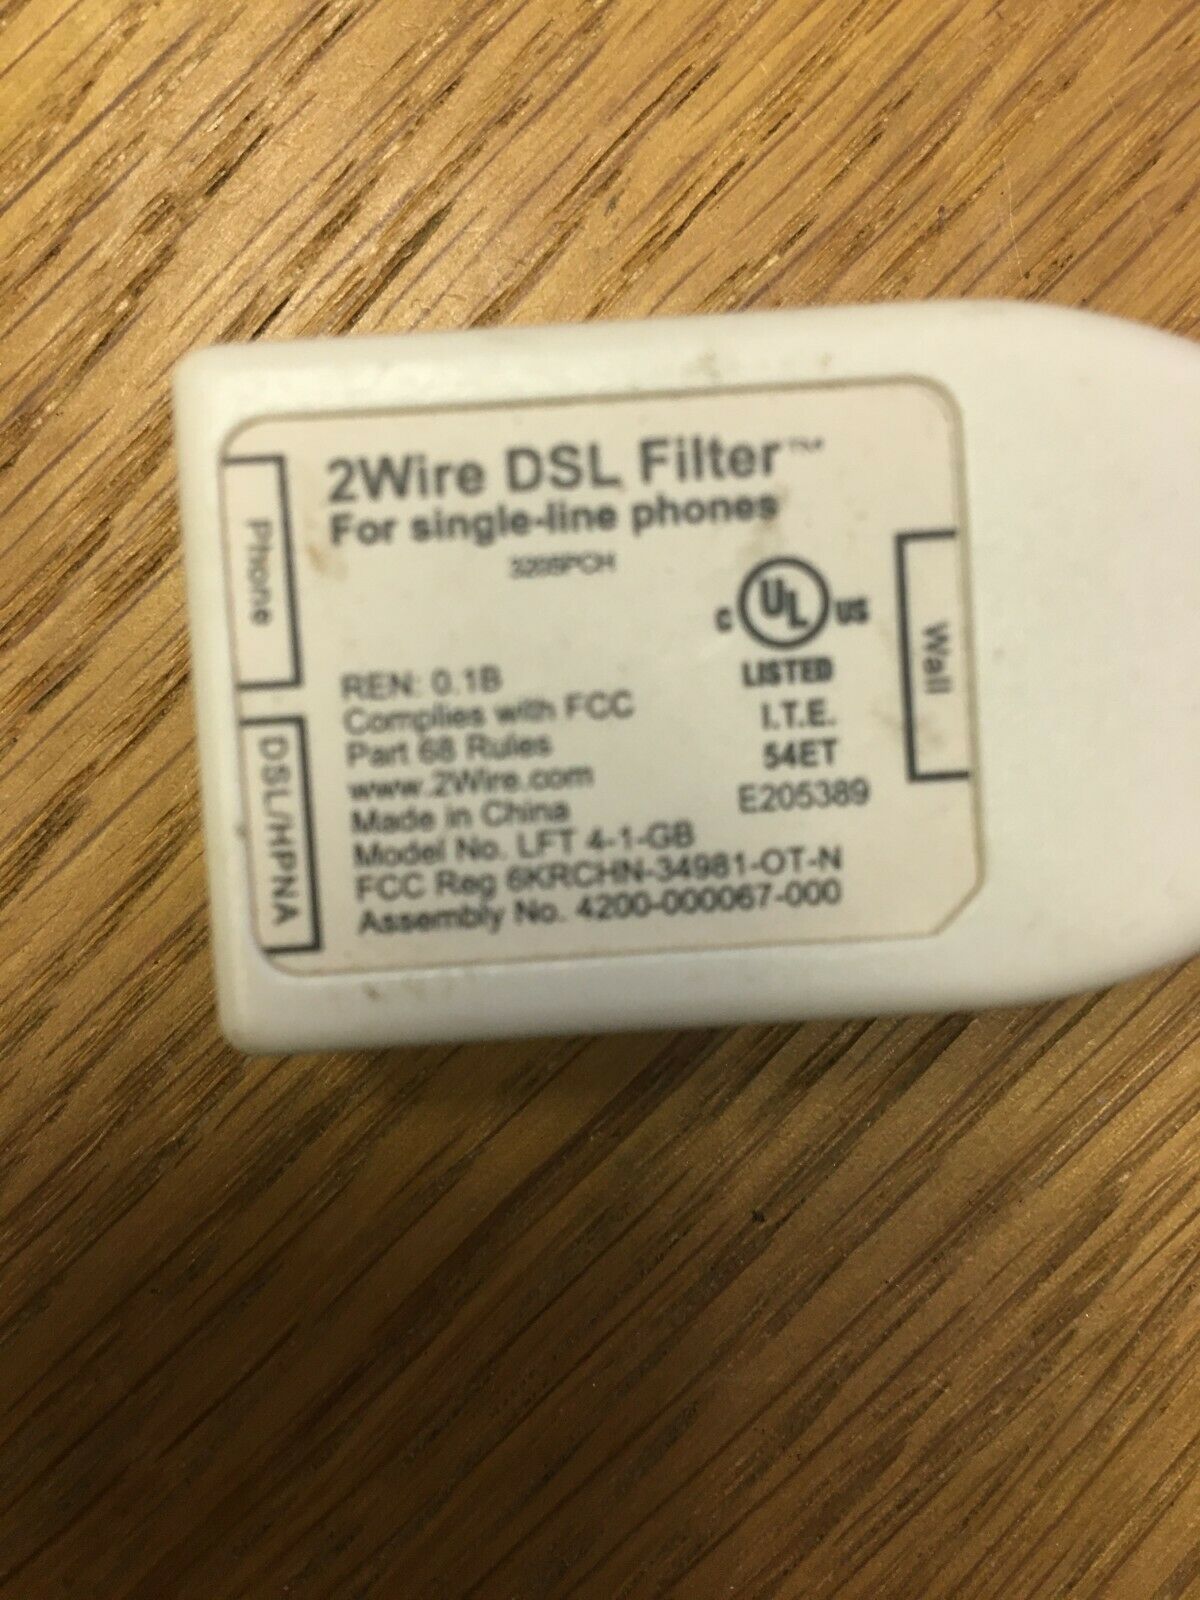 2Wire DSL Filter™
For single-line phones
Phone
DSL/HPNA
Wall
C UL US
LISTED
I.T.E.
54ET
E205389
REN: 0.1B
Complies with FCC
Part 68 Rules
www.2Wire.com
Made in China
Model No. LFT 4-1-GB
FCC Reg 6KRCHN-34981-OT-N
Assembly No. 4200-000067-000